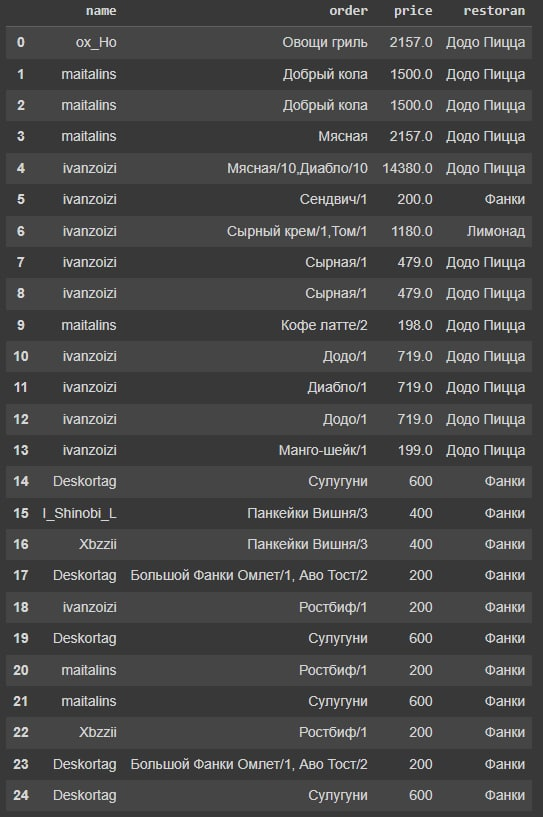 name order price restoran
0 ox_Ho Овощи гриль 2157.0 Додо Пицца
1 maitalins Добрый кола 1500.0 Додо Пицца
2 maitalins Добрый кола 1500.0 Додо Пицца
3 maitalins Мясная 2157.0 Додо Пицца
4 ivanzoizi Мясная/10,Диабло/10 14380.0 Додо Пицца
5 ivanzoizi Сендвич/1 200.0 Фанки
6 ivanzoizi Сырный крем/1,Том/1 1180.0 Лимонад
7 ivanzoizi Сырная/1 479.0 Додо Пицца
8 ivanzoizi Сырная/1 479.0 Додо Пицца
9 maitalins Кофе латте/2 198.0 Додо Пицца
10 ivanzoizi Додо/1 719.0 Додо Пицца
11 ivanzoizi Диабло/1 719.0 Додо Пицца
12 ivanzoizi Додо/1 719.0 Додо Пицца
13 ivanzoizi Манго-шейк/1 199.0 Додо Пицца
14 Deskortag Сулугуни 600 Фанки
15 I_Shinobi_L Панкейки Вишня/3 400 Фанки
16 Xbzzii Панкейки Вишня/3 400 Фанки
17 Deskortag Большой Фанки Омлет/1, Аво Тост/2 200 Фанки
18 ivanzoizi Ростбиф/1 200 Фанки
19 Deskortag Сулугуни 600 Фанки
20 maitalins Ростбиф/1 200 Фанки
21 maitalins Сулугуни 600 Фанки
22 Xbzzii Ростбиф/1 200 Фанки
23 Deskortag Большой Фанки Омлет/1, Аво Тост/2 200 Фанки
24 Deskortag Сулугуни 600 Фанки